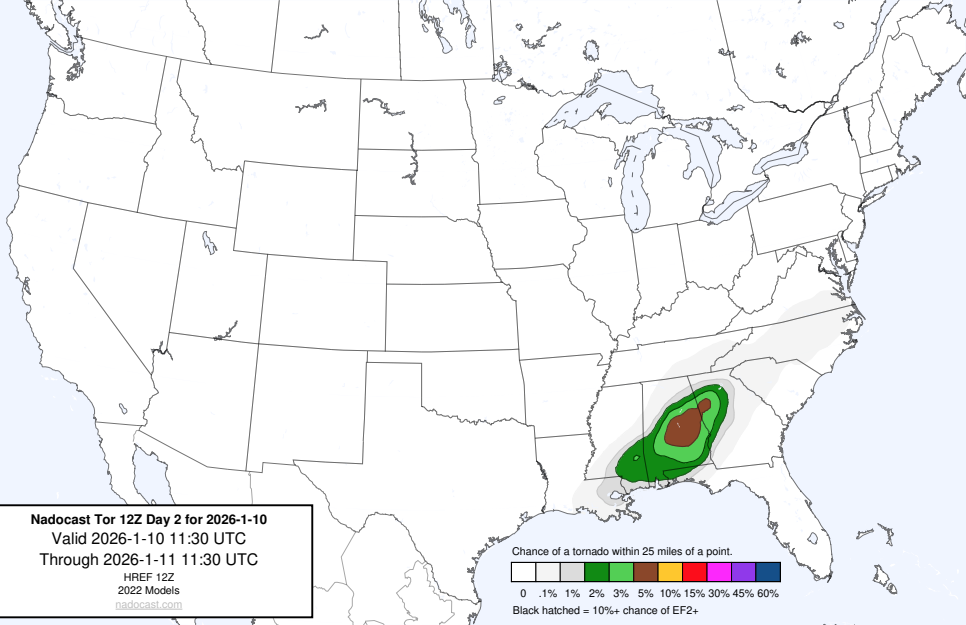 Nadocast Tor 12Z Day 2 for 2026-1-10
Valid 2026-1-10 11:30 UTC
Through 2026-1-11 11:30 UTC
HREF 12Z
2022 Models
nadocast.com
Chance of a tornado within 25 miles of a point.
0 .1% 1% 2% 3% 5% 10% 15% 30% 45% 60%
Black hatched = 10%+ chance of EF2+